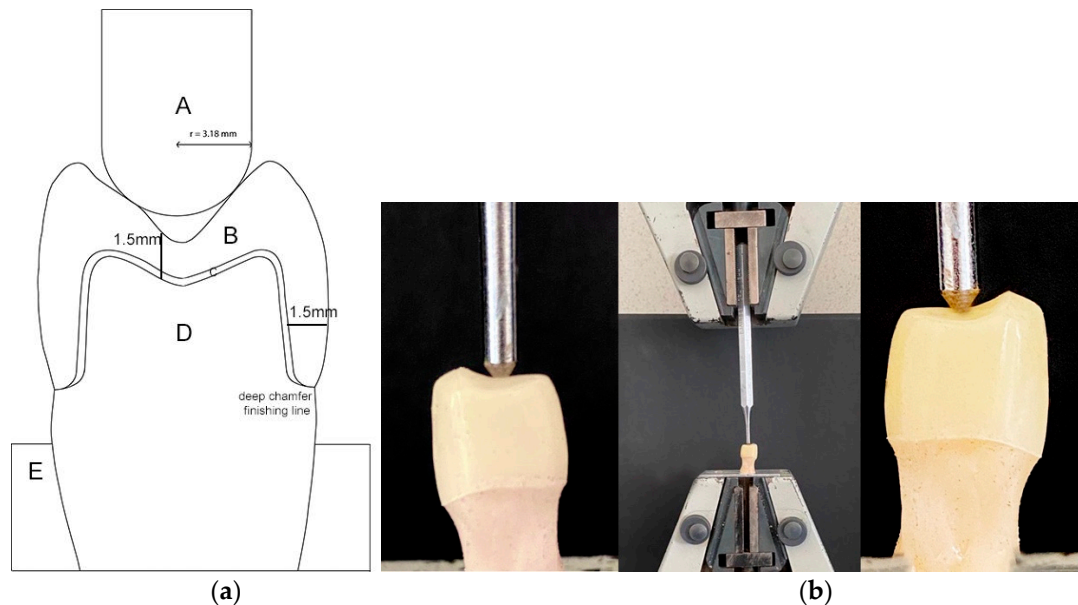 A
r = 3.18 mm
B
1.5mm
C
1.5mm
D
deep chamfer
finishing line
E
(a)
(b)